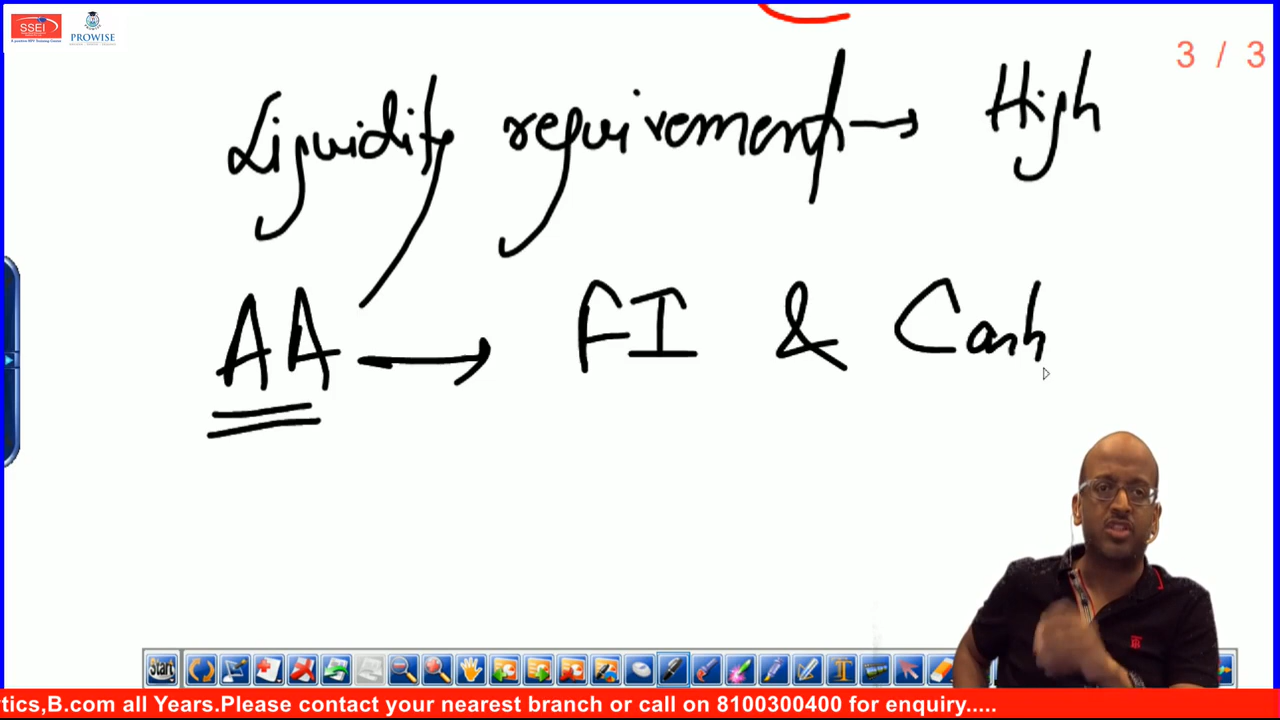 SSEI
PROWISE
3 / 3
Liquidity requirement → High
AA → FI & Cash
Start
T
tics,B.com all Years.Please contact your nearest branch or call on 8100300400 for enquiry.....